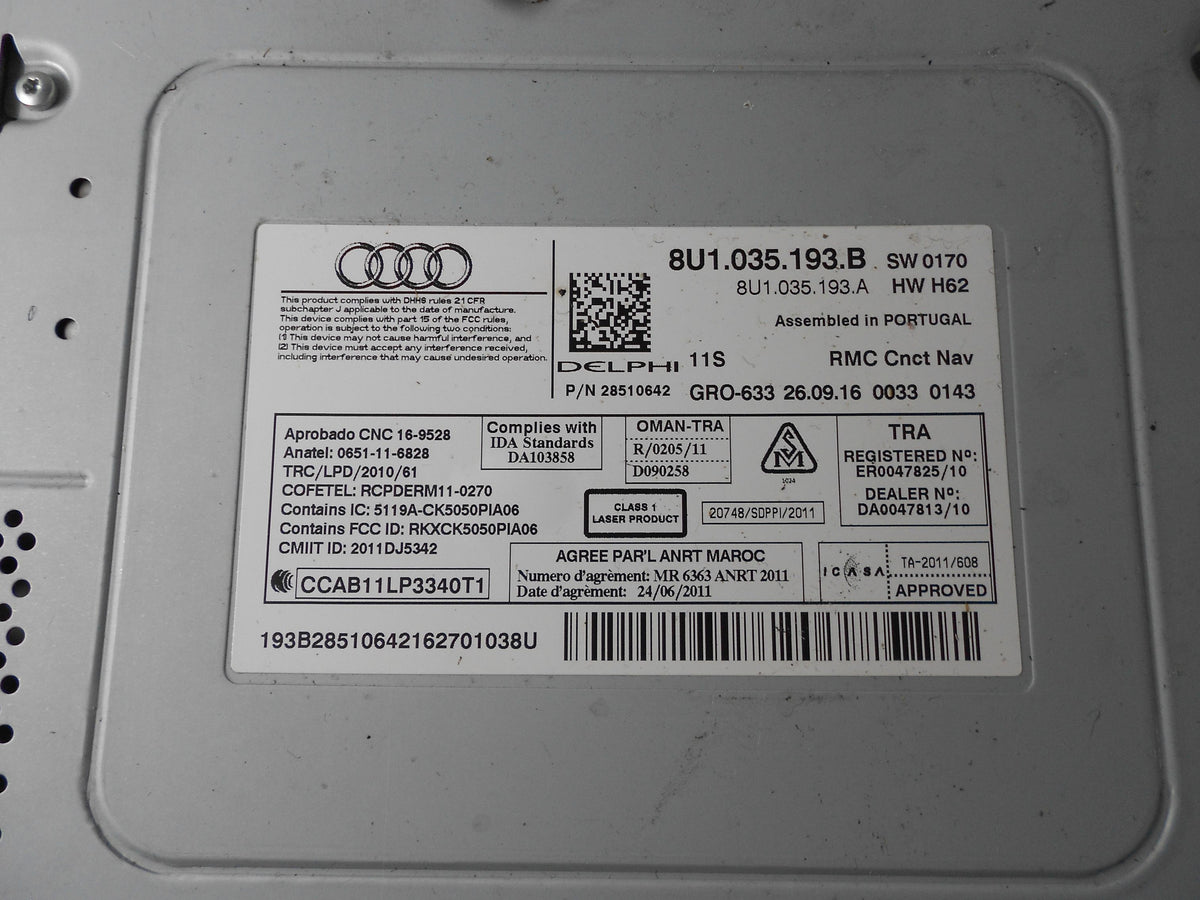 This product complies with DHHS rules 21 CFR
subchapter J applicable to the date of manufacture.
This device complies with part 15 of the FCC rules,
operation is subject to the following two conditions:
(1) This device may not cause harmful interference, and
(2) This device must accept any interference received,
including interference that may cause undesired operation.
DELPHI
P/N 28510642
8U1.035.193.B SW 0170
8U1.035.193.A HW H62
Assembled in PORTUGAL
11S RMC Cnct Nav
GRO-633 26.09.16 0033 0143
Aprobado CNC 16-9528
Anatel: 0651-11-6828
TRC/LPD/2010/61
COFETEL: RCPDERM11-0270
Contains IC: 5119A-CK5050PIA06
Contains FCC ID: RKXCK5050PIA06
CMIIT ID: 2011DJ5342
CCAB11LP3340T1
Complies with
IDA Standards
DA103858
OMAN-TRA
R/0205/11
D090258
SM
1024
TRA
REGISTERED Nº:
ER0047825/10
DEALER Nº:
DA0047813/10
CLASS 1
LASER PRODUCT
20748/SDPPI/2011
AGREE PAR'L ANRT MAROC
Numero d'agrèment: MR 6363 ANRT 2011
Date d'agrèment: 24/06/2011
ICASA
TA-2011/608
APPROVED
193B28510642162701038U